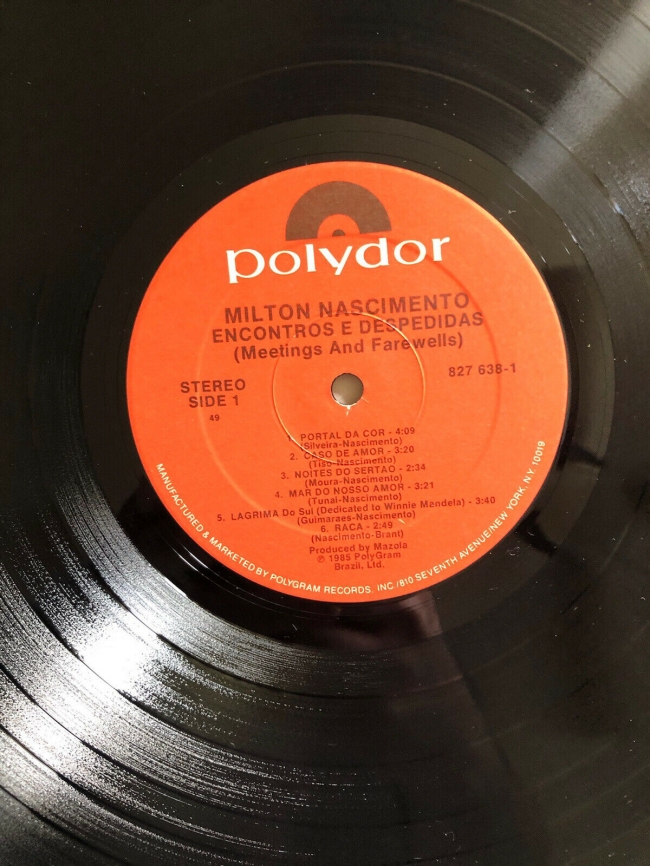 polydor
MILTON NASCIMENTO
ENCONTROS E DESPEDIDAS
(Meetings And Farewells)
STEREO
SIDE 1
49
827 638-1
1. PORTAL DA COR - 4:09
(Silveira-Nascimento)
2. CASO DE AMOR - 3:20
(Tiso-Nascimento)
3. NOITES DO SERTAO - 2:34
(Moura-Nascimento)
4. MAR DO NOSSO AMOR - 3:21
(Tunai-Nascimento)
5. LAGRIMA Do Sul (Dedicated to Winnie Mandela) - 3:40
(Guimaraes-Nascimento)
6. RACA - 2:49
(Nascimento-Brant)
Produced by Mazola
℗ 1985 PolyGram
Brazil, Ltd.
MANUFACTURED & MARKETED BY POLYGRAM RECORDS, INC /810 SEVENTH AVENUE/NEW YORK, N.Y. 10019